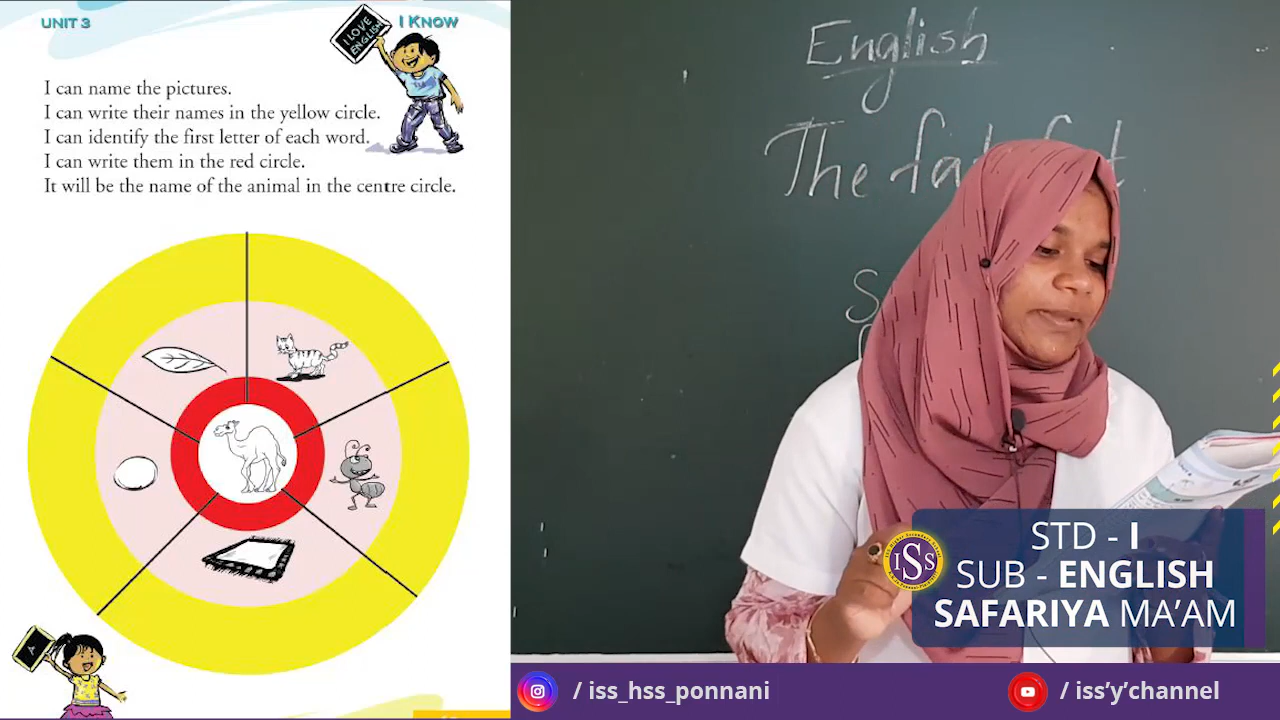 UNIT 3
I KNOW
I LOVE
ENGLISH
I can name the pictures.
I can write their names in the yellow circle.
I can identify the first letter of each word.
I can write them in the red circle.
It will be the name of the animal in the centre circle.
A
English
The
STD - I
SUB - ENGLISH
SAFARIYA MA'AM
ISS
/ iss_hss_ponnani
/ iss'y'channel